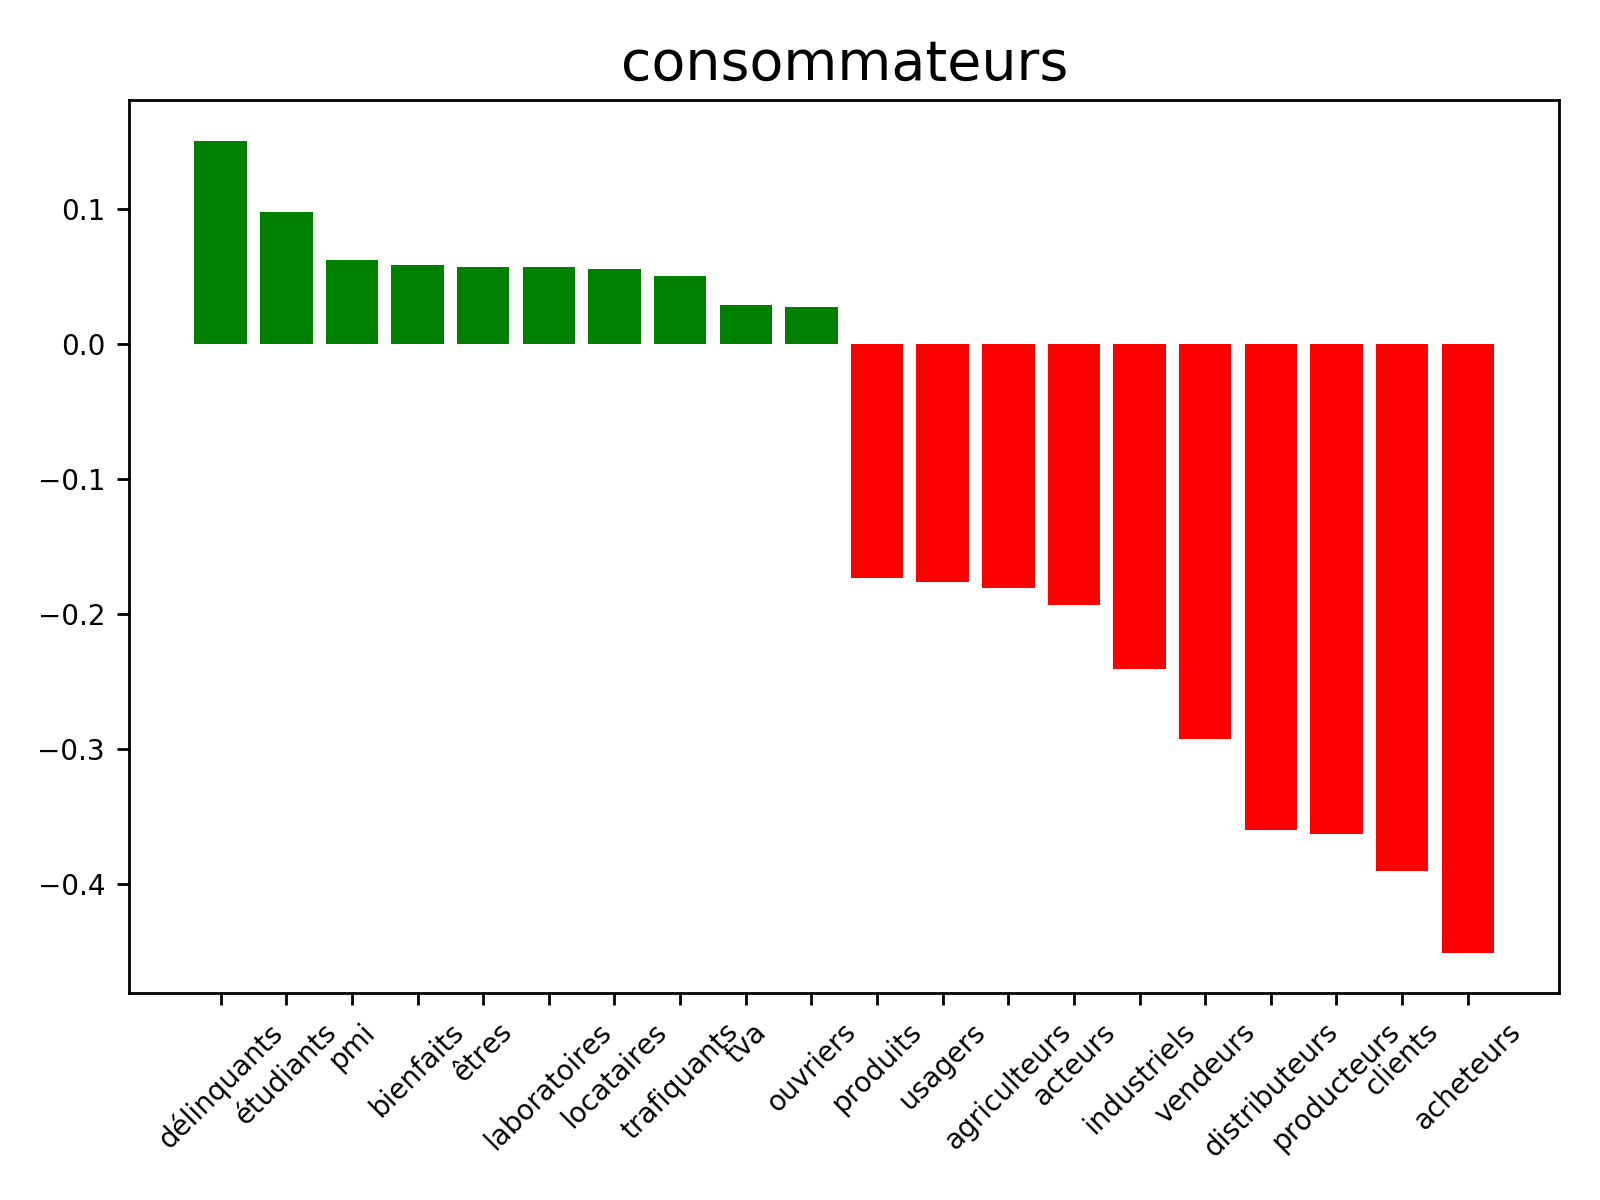 consommateurs
0.1
0.0
−0.1
−0.2
−0.3
−0.4
délinquants
étudiants
pmi
bienfaits
êtres
laboratoires
locataires
trafiquants
tva
ouvriers
produits
usagers
agriculteurs
acteurs
industriels
vendeurs
distributeurs
producteurs
clients
acheteurs